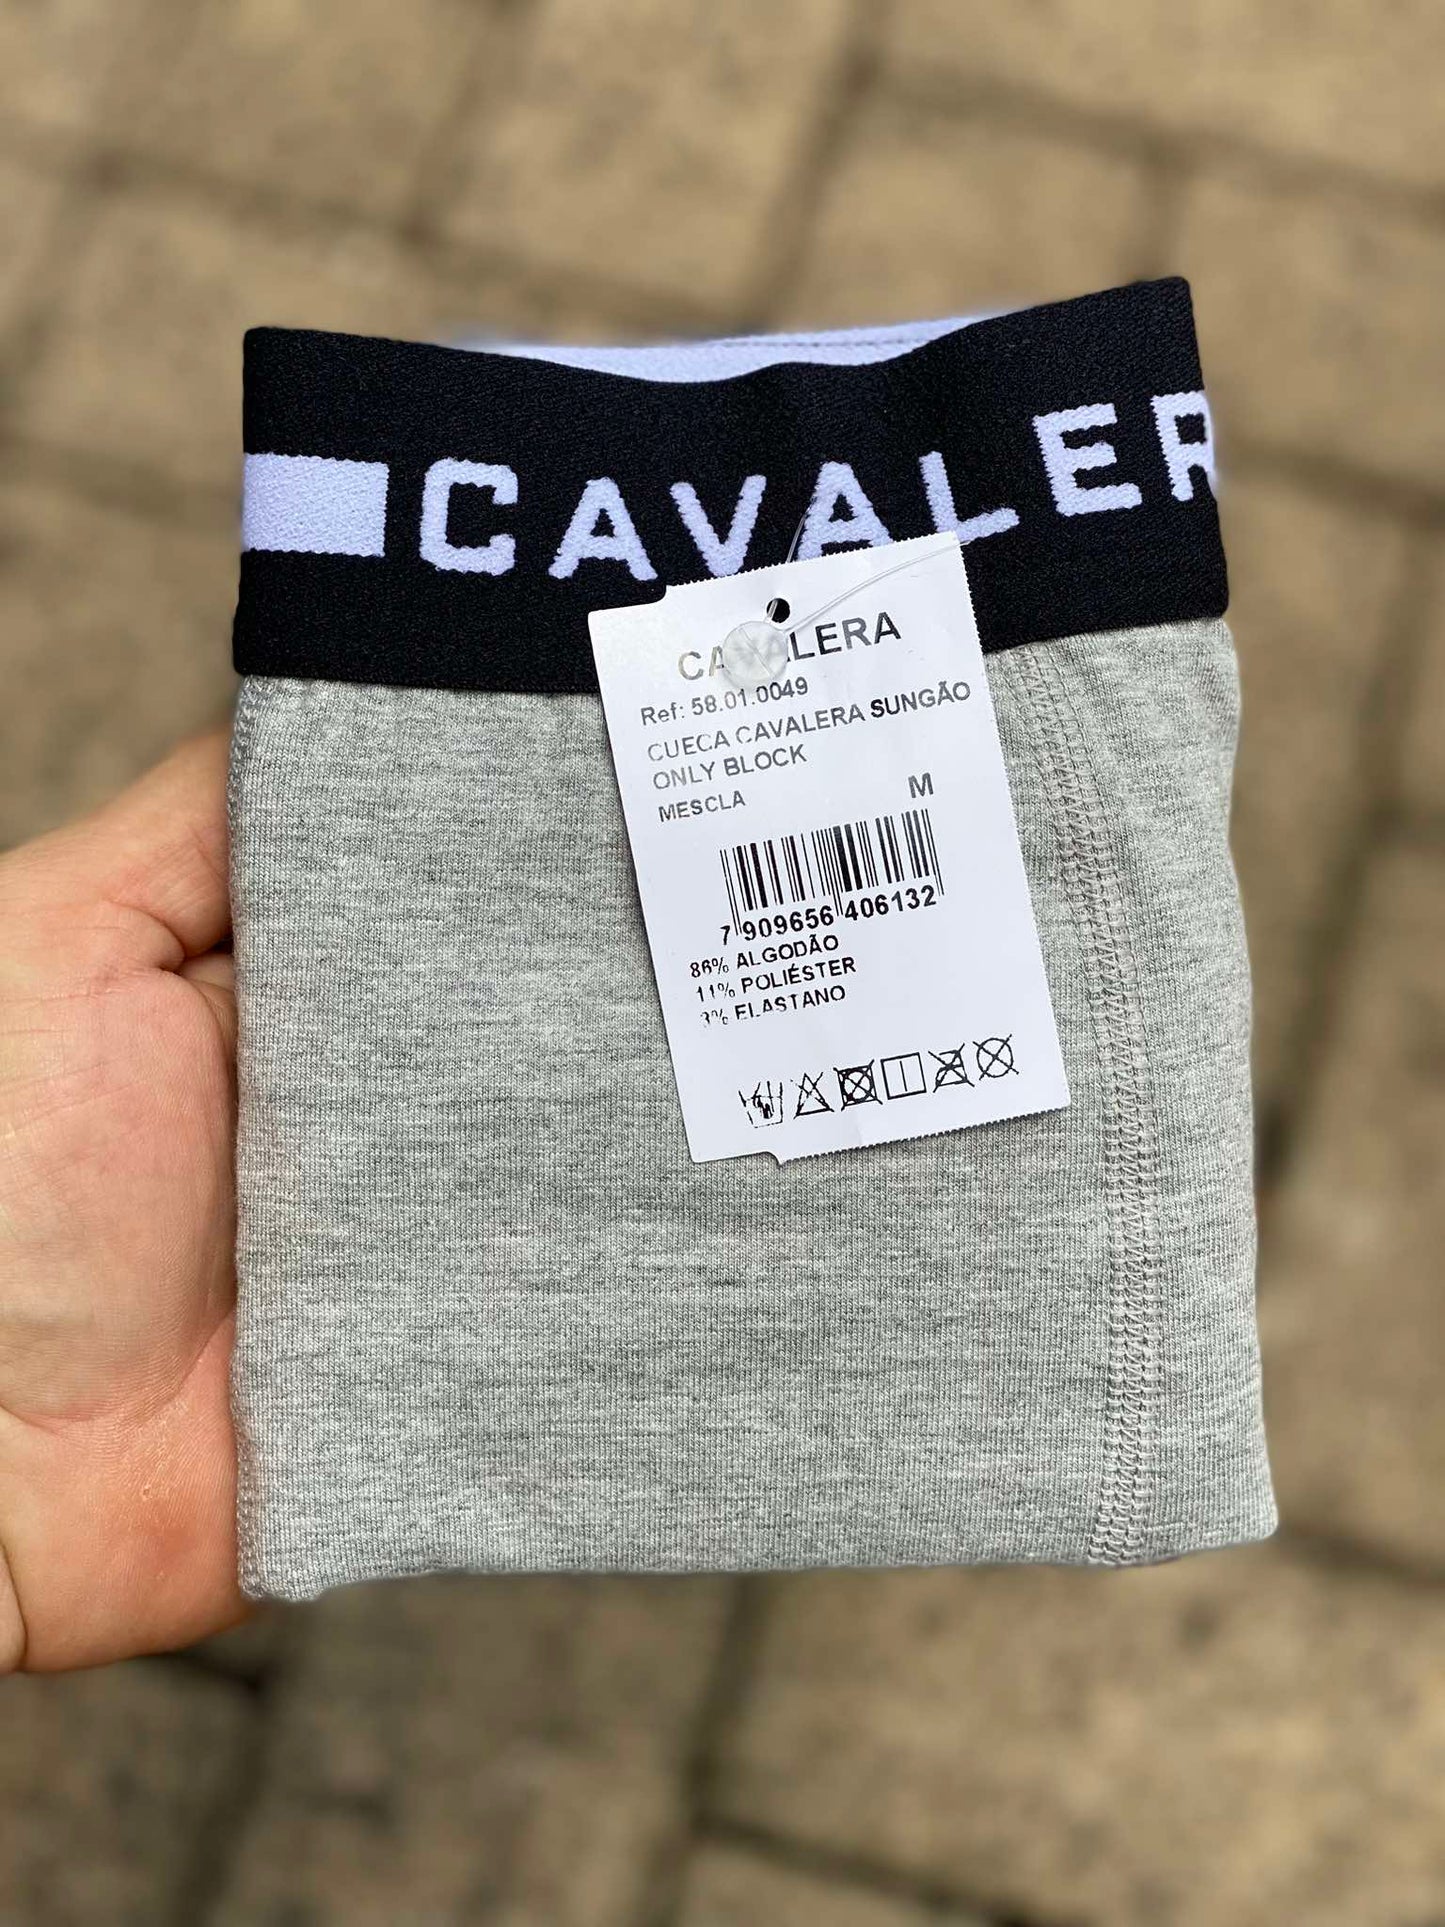 CAVALER
CAVALERA
Ref: 58.01.0049
CUECA CAVALERA SUNGÃO
ONLY BLOCK
MESCLA M
7 909656 406132
86% ALGODÃO
11% POLIÉSTER
3% ELASTANO